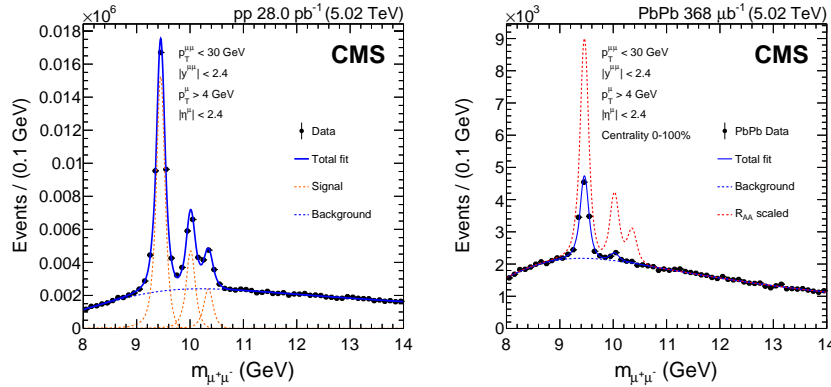 ×10⁶
pp 28.0 pb⁻¹ (5.02 TeV)
CMS
p_T^μμ < 30 GeV
|y^μμ| < 2.4
p_T^μ > 4 GeV
|η^μ| < 2.4
Data
Total fit
Signal
Background
Events / (0.1 GeV)
0.018
0.016
0.014
0.012
0.01
0.008
0.006
0.004
0.002
0
8 9 10 11 12 13 14
m_μ⁺μ⁻ (GeV)
×10³
PbPb 368 μb⁻¹ (5.02 TeV)
CMS
p_T^μμ < 30 GeV
|y^μμ| < 2.4
p_T^μ > 4 GeV
|η^μ| < 2.4
Centrality 0-100%
PbPb Data
Total fit
Background
R_AA scaled
Events / (0.1 GeV)
9
8
7
6
5
4
3
2
1
0
8 9 10 11 12 13 14
m_μ⁺μ⁻ (GeV)